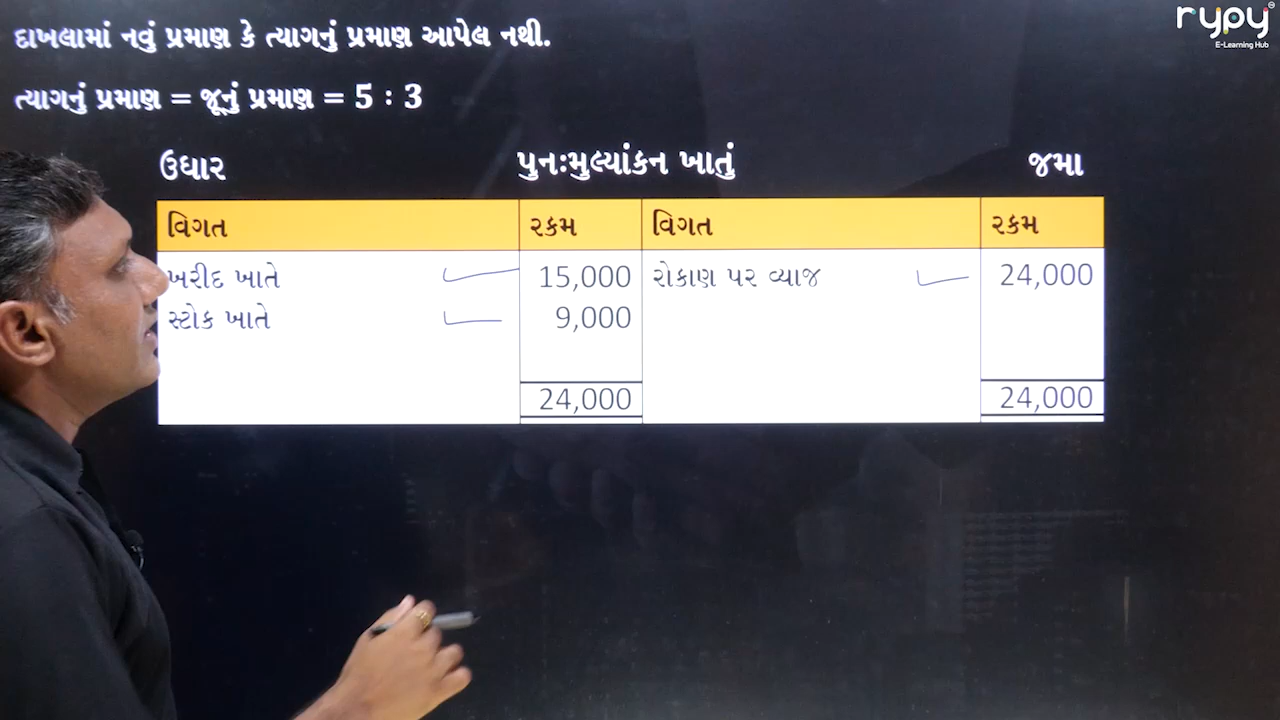 દાખલામાં નવું પ્રમાણ કે ત્યાગનું પ્રમાણ આપેલ નથી.
rypy
E-Learning Hub
ત્યાગનું પ્રમાણ = જૂનું પ્રમાણ = 5 : 3
ઉધાર પુનઃમુલ્યાંકન ખાતું જમા
વિગત રકમ વિગત રકમ
ખરીદ ખાતે 15,000 રોકાણ પર વ્યાજ 24,000
સ્ટોક ખાતે 9,000
24,000 24,000